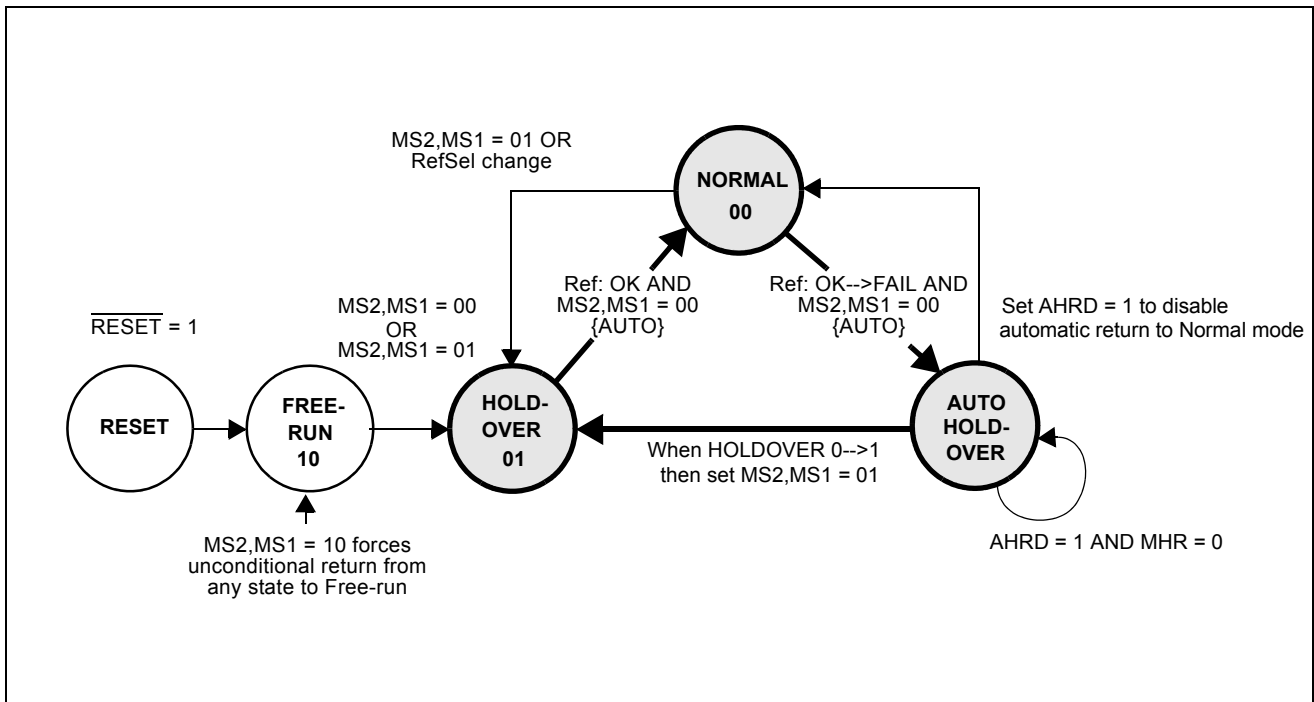 MS2,MS1 = 01 OR
RefSel change
NORMAL
00
Ref: OK AND
MS2,MS1 = 00
{AUTO}
Ref: OK-->FAIL AND
MS2,MS1 = 00
{AUTO}
MS2,MS1 = 00
OR
MS2,MS1 = 01
RESET = 1
Set AHRD = 1 to disable
automatic return to Normal mode
RESET
FREE-
RUN
10
HOLD-
OVER
01
AUTO
HOLD-
OVER
When HOLDOVER 0-->1
then set MS2,MS1 = 01
MS2,MS1 = 10 forces
unconditional return from
any state to Free-run
AHRD = 1 AND MHR = 0